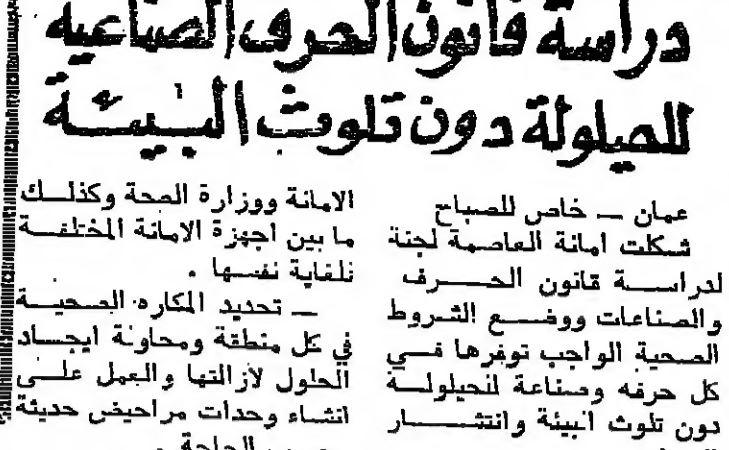 دراسة قانون الحرف الصناعية
للحيلولة دون تلوث البيئة
عمان — خاص للصباح
شكلت امانة العاصمة لجنة
لدراسة قانون الحرف
والصناعات ووضع الشروط
الصحية الواجب توفرها في
كل حرفه وصناعة للحيلولة
دون تلوث البيئة وانتشار
الامانة ووزارة الصحة وكذلك
ما بين اجهزة الامانة المختلفة
للغاية نفسها .
— تحديد المكاره الصحية
في كل منطقة ومحاولة ايجاد
الحلول لازالتها والعمل على
انشاء وحدات مراحيض حديثة
الحاجة .